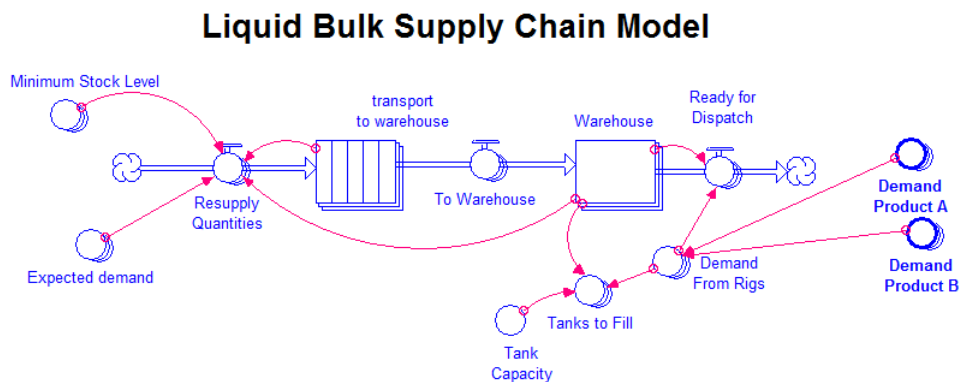 Liquid Bulk Supply Chain Model
Minimum Stock Level
transport
to warehouse
Warehouse
Ready for
Dispatch
Resupply
Quantities
To Warehouse
Demand
Product A
Expected demand
Demand
From Rigs
Demand
Product B
Tanks to Fill
Tank
Capacity